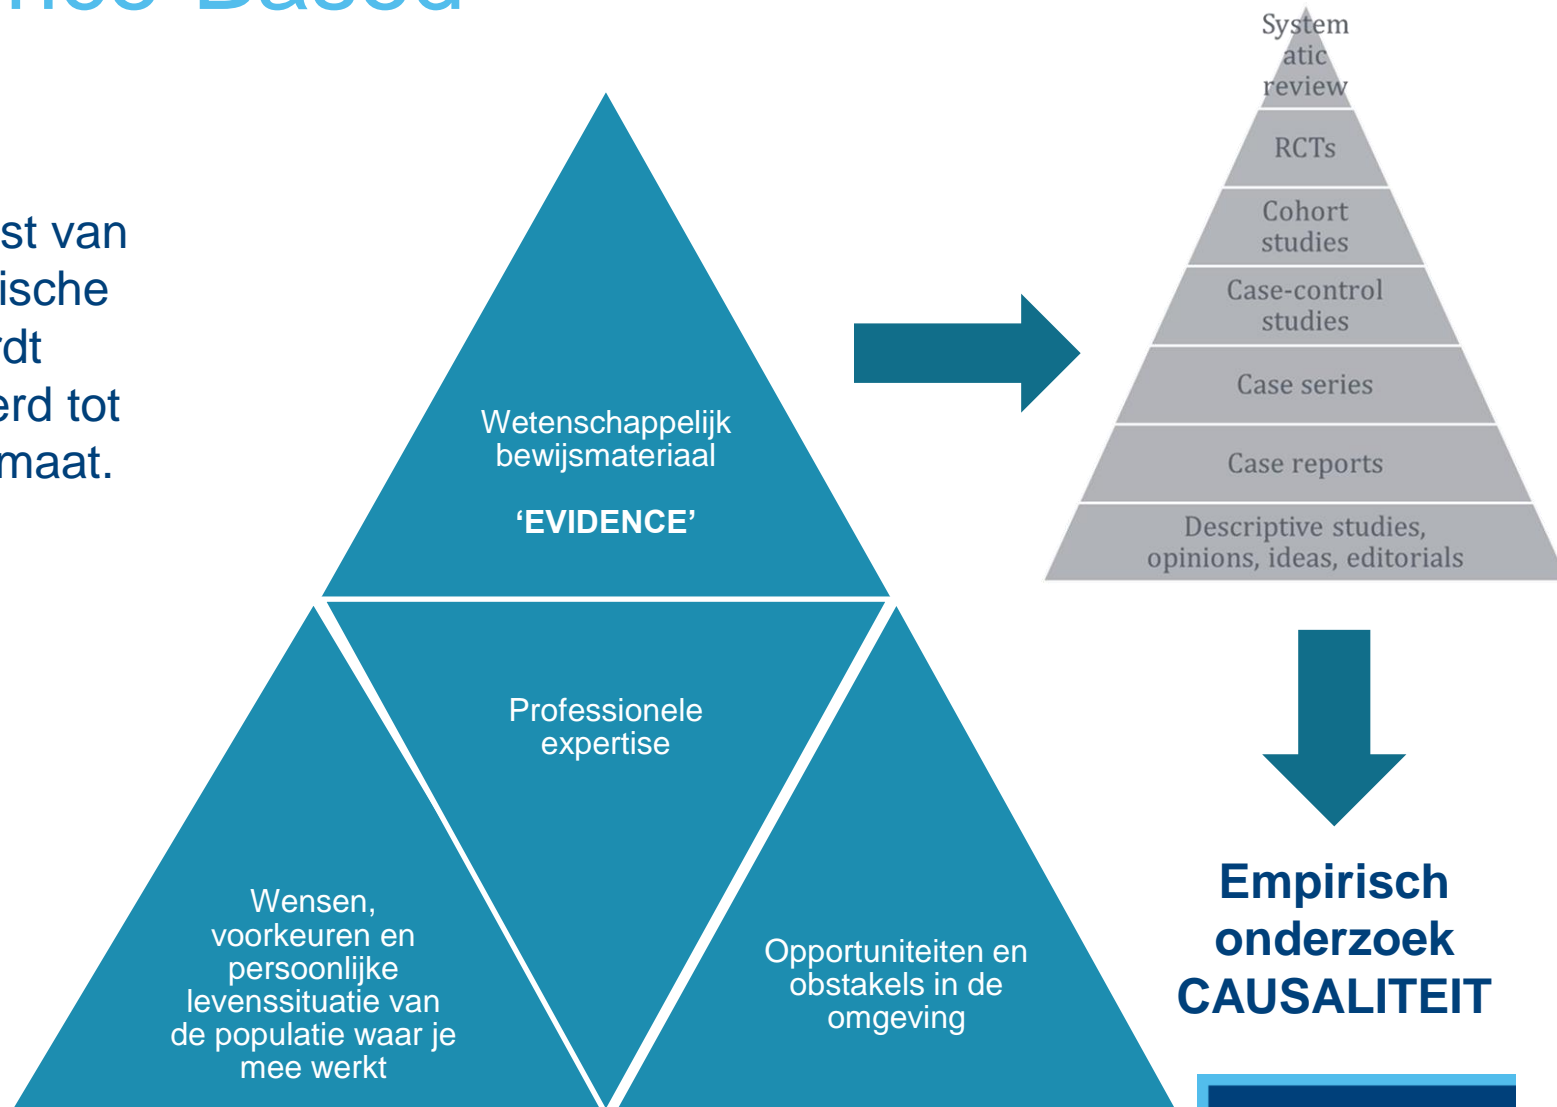 ence-Based
st van
ische
rdt
erd tot
maat.
Wetenschappelijk
bewijsmateriaal
‘EVIDENCE’
Professionele
expertise
Wensen,
voorkeuren en
persoonlijke
levenssituatie van
de populatie waar je
mee werkt
Opportuniteiten en
obstakels in de
omgeving
System
atic
review
RCTs
Cohort
studies
Case-control
studies
Case series
Case reports
Descriptive studies,
opinions, ideas, editorials
Empirisch
onderzoek
CAUSALITEIT